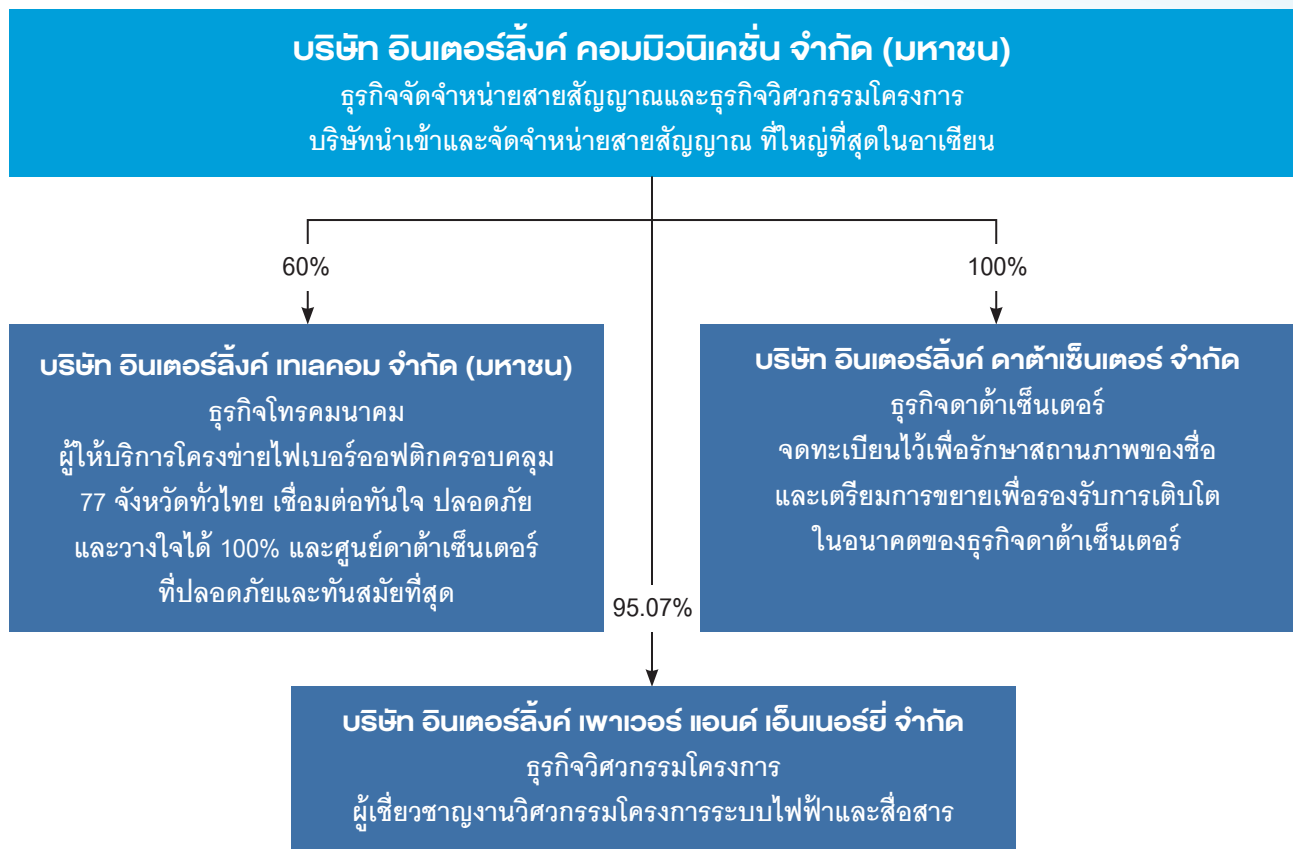 บริษัท อินเตอร์ลิ้งค์ คอมมิวนิเคชั่น จำกัด (มหาชน)
ธุรกิจจัดจำหน่ายสายสัญญาณและธุรกิจวิศวกรรมโครงการ
บริษัทนำเข้าและจัดจำหน่ายสายสัญญาณ ที่ใหญ่ที่สุดในอาเซียน
60%
100%
บริษัท อินเตอร์ลิ้งค์ เทเลคอม จำกัด (มหาชน)
ธุรกิจโทรคมนาคม
ผู้ให้บริการโครงข่ายไฟเบอร์ออฟติกครอบคลุม
77 จังหวัดทั่วไทย เชื่อมต่อทันใจ ปลอดภัย
และวางใจได้ 100% และศูนย์ดาต้าเซ็นเตอร์
ที่ปลอดภัยและทันสมัยที่สุด
บริษัท อินเตอร์ลิ้งค์ ดาต้าเซ็นเตอร์ จำกัด
ธุรกิจดาต้าเซ็นเตอร์
จดทะเบียนไว้เพื่อรักษาสถานภาพของชื่อ
และเตรียมการขยายเพื่อรองรับการเติบโต
ในอนาคตของธุรกิจดาต้าเซ็นเตอร์
95.07%
บริษัท อินเตอร์ลิ้งค์ เพาเวอร์ แอนด์ เอ็นเนอร์ยี่ จำกัด
ธุรกิจวิศวกรรมโครงการ
ผู้เชี่ยวชาญงานวิศวกรรมโครงการระบบไฟฟ้าและสื่อสาร